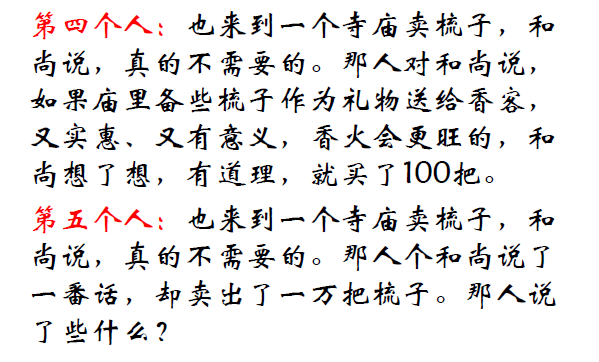 第四个人：也来到一个寺庙卖梳子，和
尚说，真的不需要的。那人对和尚说，
如果庙里备些梳子作为礼物送给香客，
又实惠、又有意义，香火会更旺的，和
尚想了想，有道理，就买了100把。
第五个人：也来到一个寺庙卖梳子，和
尚说，真的不需要的。那人个和尚说了
一番话，却卖出了一万把梳子。那人说
了些什么？